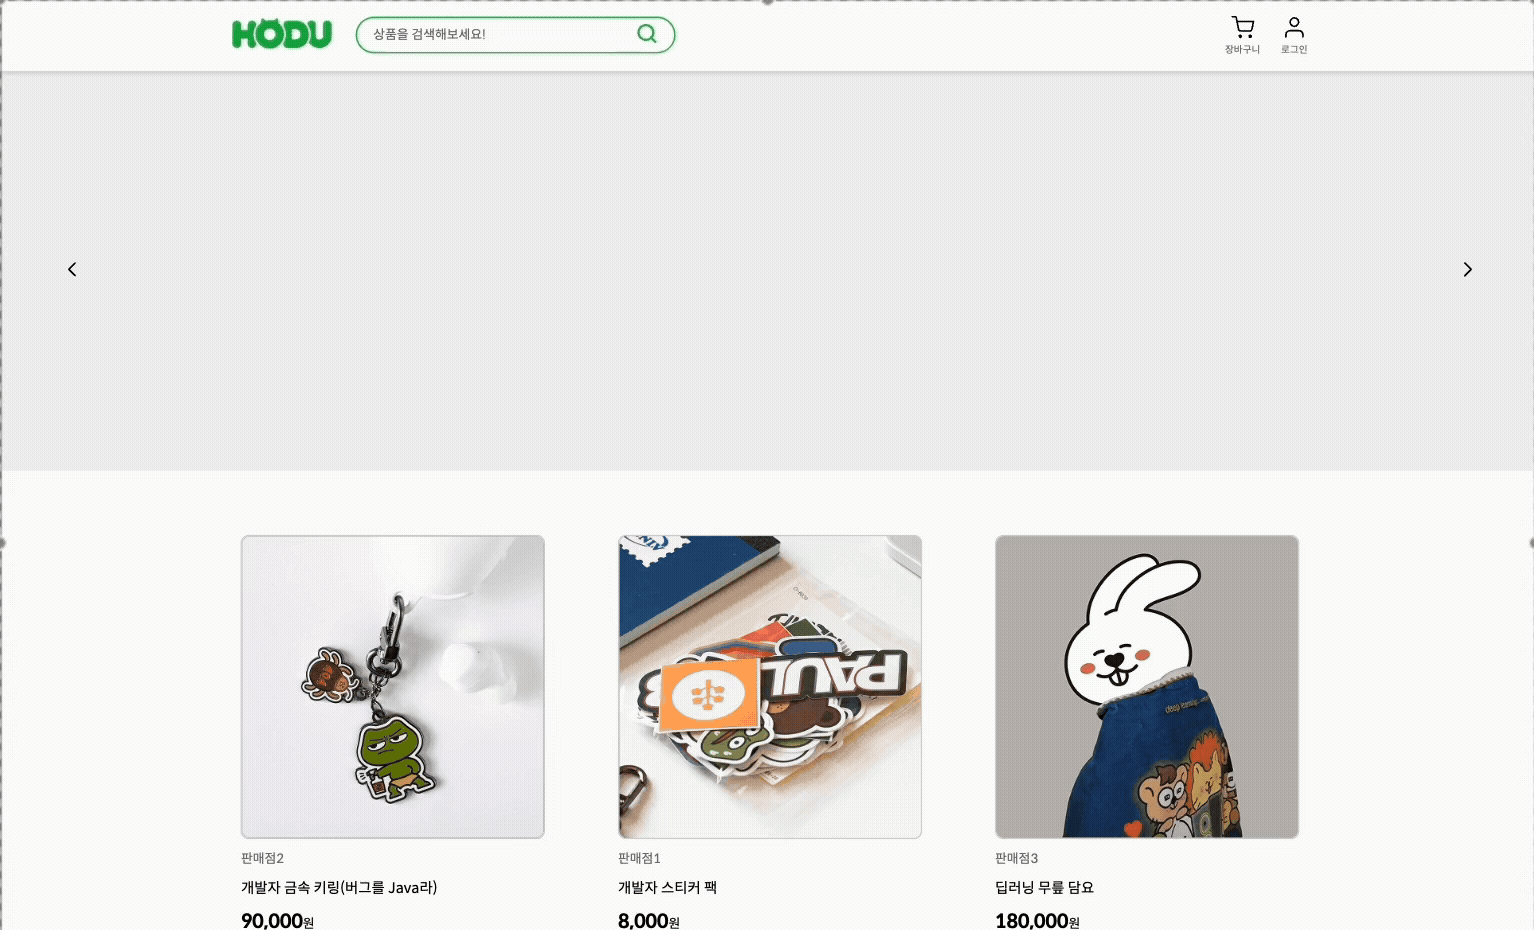 HODU
상품을 검색해보세요!
장바구니
로그인
PAUL
판매점2
판매점1
판매점3
개발자 금속 키링(버그를 Java라)
개발자 스티커 팩
딥러닝 무릎 담요
90,000원
8,000원
180,000원